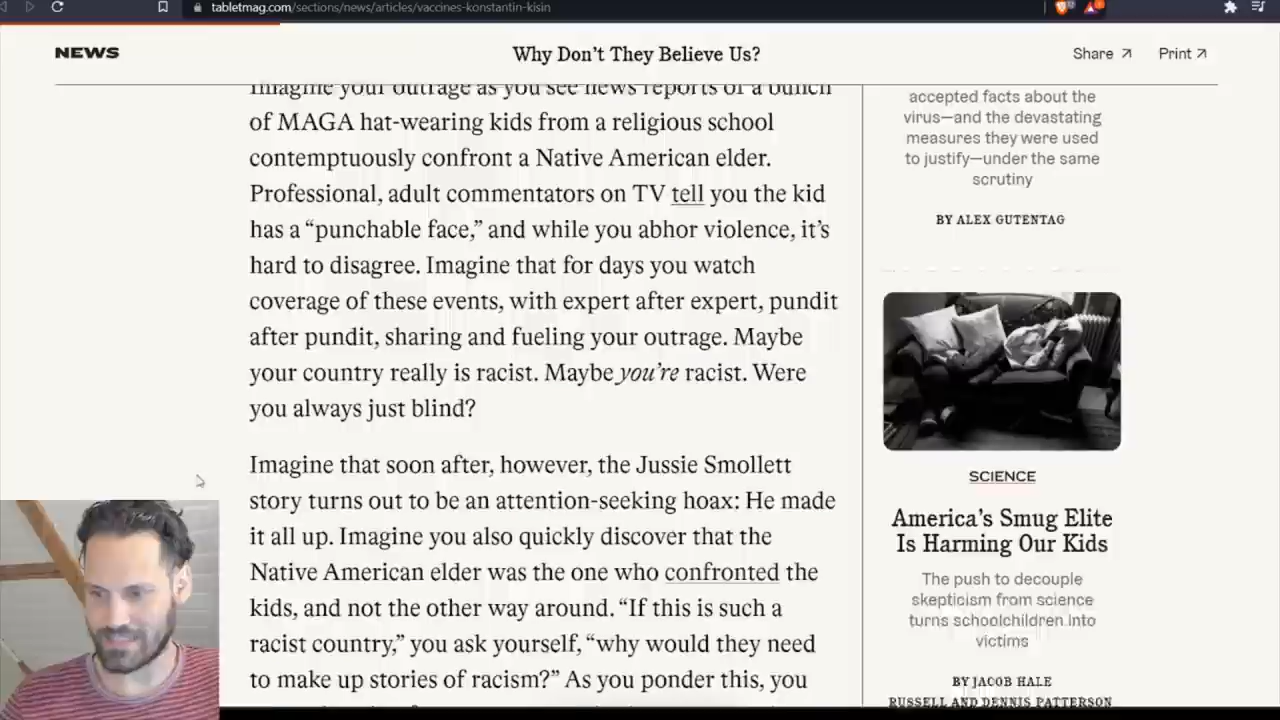 tabletmag.com/sections/news/articles/vaccines-konstantin-kisin
NEWS
Why Don't They Believe Us?
Share ↗
Print ↗
Imagine your outrage as you see news reports of a bunch
of MAGA hat-wearing kids from a religious school
contemptuously confront a Native American elder.
Professional, adult commentators on TV tell you the kid
has a “punchable face,” and while you abhor violence, it’s
hard to disagree. Imagine that for days you watch
coverage of these events, with expert after expert, pundit
after pundit, sharing and fueling your outrage. Maybe
your country really is racist. Maybe you’re racist. Were
you always just blind?
Imagine that soon after, however, the Jussie Smollett
story turns out to be an attention-seeking hoax: He made
it all up. Imagine you also quickly discover that the
Native American elder was the one who confronted the
kids, and not the other way around. “If this is such a
racist country,” you ask yourself, “why would they need
to make up stories of racism?” As you ponder this, you
accepted facts about the
virus—and the devastating
measures they were used
to justify—under the same
scrutiny
BY ALEX GUTENTAG
SCIENCE
America’s Smug Elite
Is Harming Our Kids
The push to decouple
skepticism from science
turns schoolchildren into
victims
BY JACOB HALE
RUSSELL AND DENNIS PATTERSON